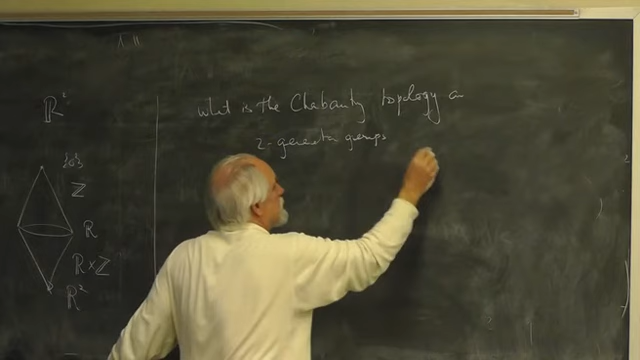 ℝ²
{0}
ℤ
ℝ
ℝ×ℤ
ℝ²
what is the Chabauty topology on
2-generator groups